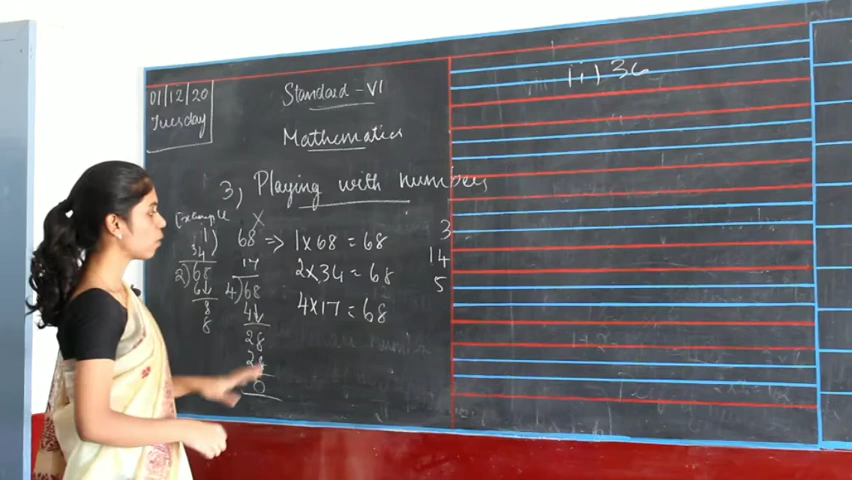 01/12/20
Tuesday
Standard - VI
Mathematics
3, Playing with numbers
Example
1) 68 => 1x68 = 68
2x34 = 68
4x17 = 68
34
2)68
6↓
8
8
17
4)68
4↓
28
28
0
3
14
5
ii) 36